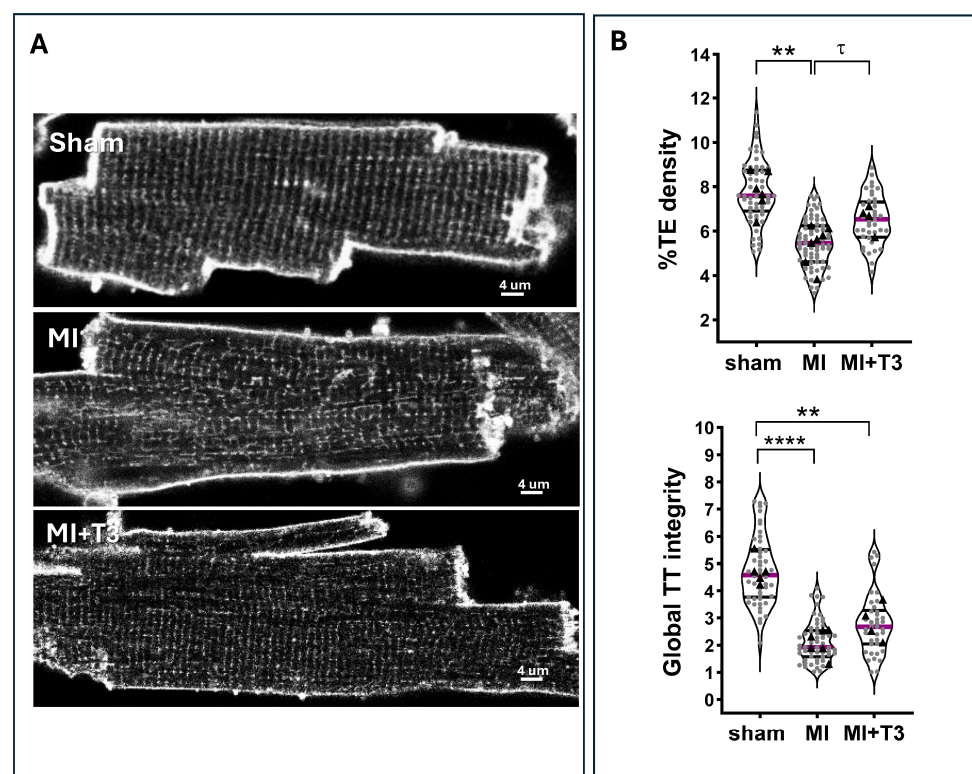 A
Sham
4 um
MI
4 um
MI+T3
4 um
B
%TE density
14
12
10
8
6
4
2
** τ
sham MI MI+T3
Global TT integrity
10
9
8
7
6
5
4
3
2
1
0
**
****
sham MI MI+T3